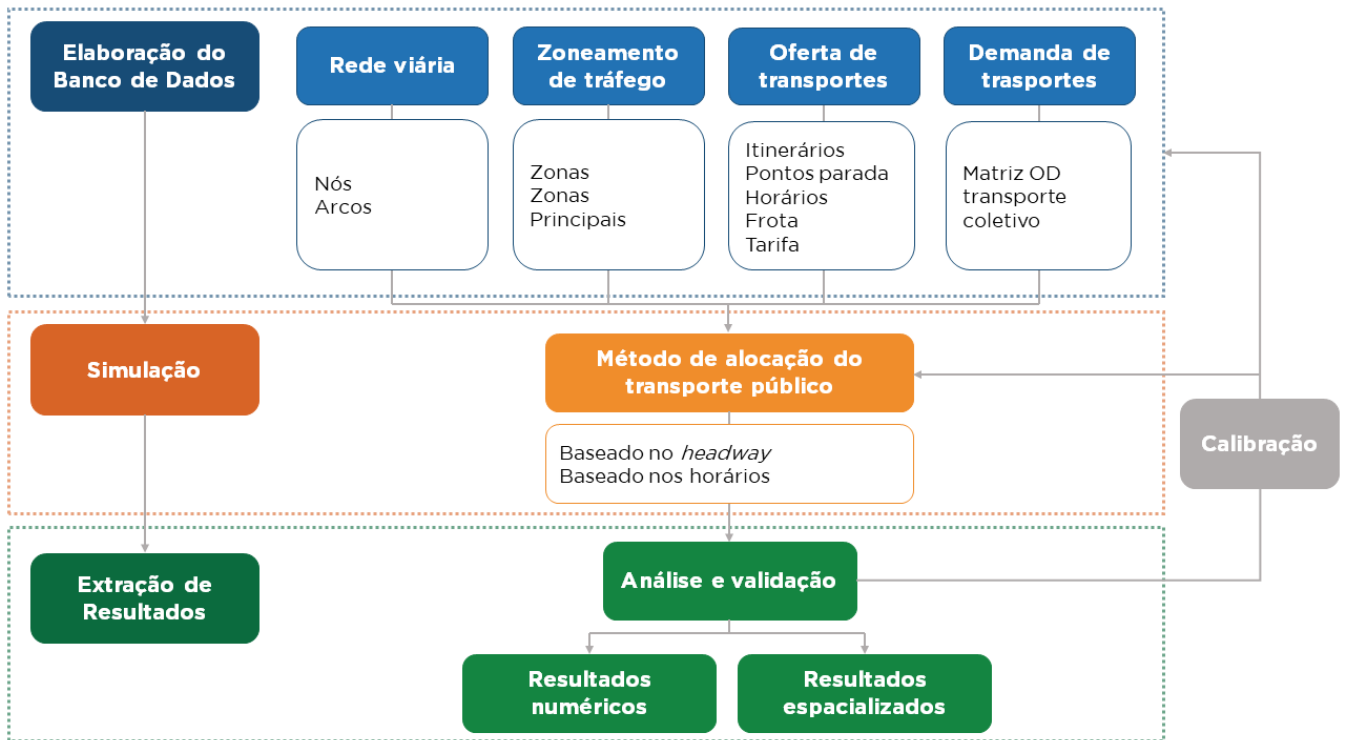 Elaboração do
Banco de Dados
Rede viária
Zoneamento
de tráfego
Oferta de
transportes
Demanda de
trasportes
Nós
Arcos
Zonas
Zonas
Principais
Itinerários
Pontos parada
Horários
Frota
Tarifa
Matriz OD
transporte
coletivo
Simulação
Método de alocação do
transporte público
Baseado no headway
Baseado nos horários
Calibração
Extração de
Resultados
Análise e validação
Resultados
numéricos
Resultados
espacializados